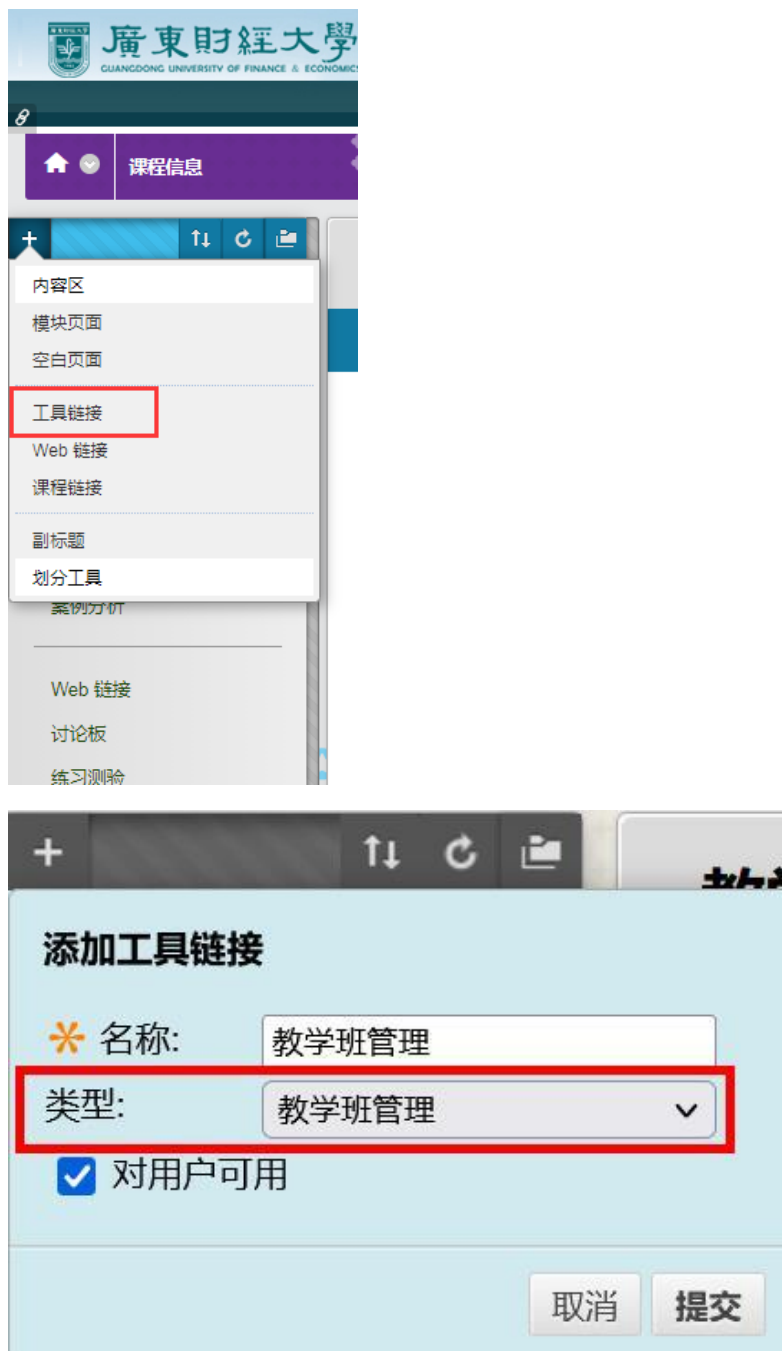 廣東財經大學
GUANGDONG UNIVERSITY OF FINANCE & ECONOMICS
课程信息
内容区
模块页面
空白页面
工具链接
Web 链接
课程链接
副标题
划分工具
案例分析
Web 链接
讨论板
练习测验
添加工具链接
名称:
教学班管理
类型:
教学班管理
对用户可用
取消 提交